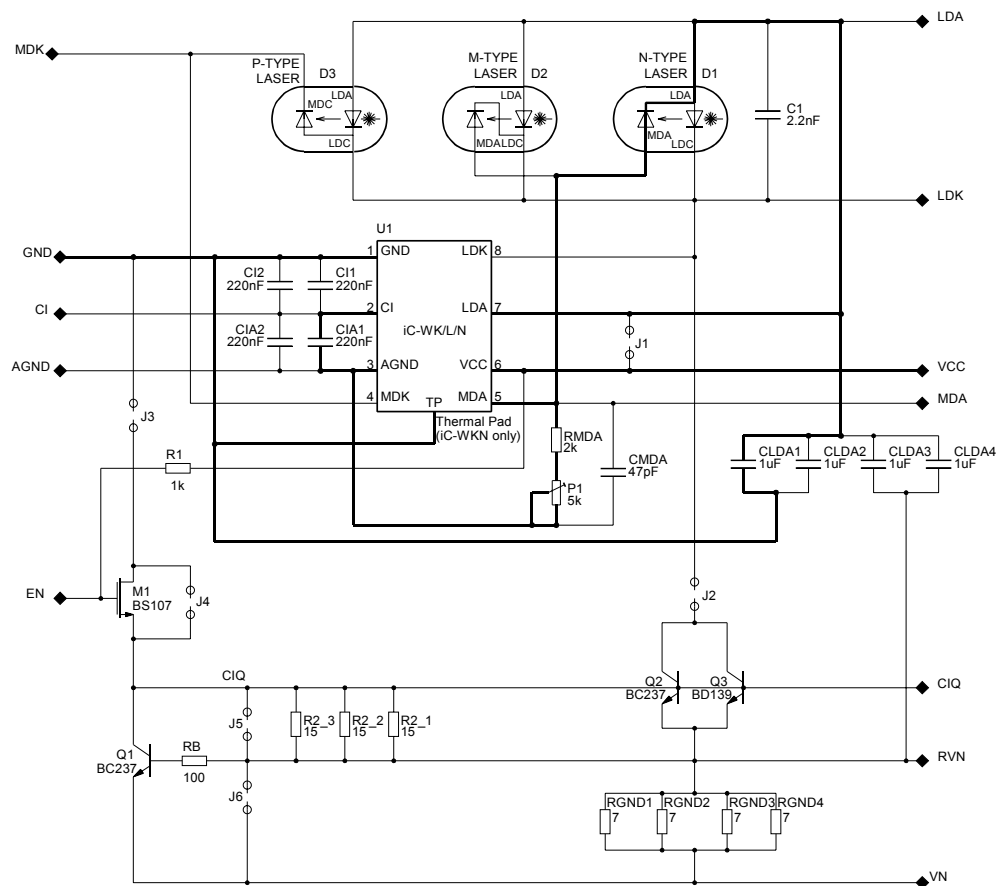 LDA
MDK
P-TYPE
LASER
D3
M-TYPE
LASER
D2
N-TYPE
LASER
D1
LDA
MDC
LDC
LDA
MDA
LDC
LDA
MDA
LDC
C1
2.2nF
LDK
U1
GND
1
GND
LDK
8
CI2
220nF
CI1
220nF
CI
2
CI
LDA
7
CIA2
220nF
CIA1
220nF
iC-WK/L/N
J1
AGND
3
AGND
VCC
6
VCC
4
MDK
TP
MDA
5
MDA
Thermal Pad
(iC-WKN only)
J3
RMDA
2k
CMDA
47pF
P1
5k
CLDA1
1uF
CLDA2
1uF
CLDA3
1uF
CLDA4
1uF
R1
1k
EN
M1
BS107
J4
J2
CIQ
Q2
BC237
Q3
BD139
CIQ
J5
R2_3
15
R2_2
15
R2_1
15
Q1
BC237
RB
100
RVN
J6
RGND1
7
RGND2
7
RGND3
7
RGND4
7
VN